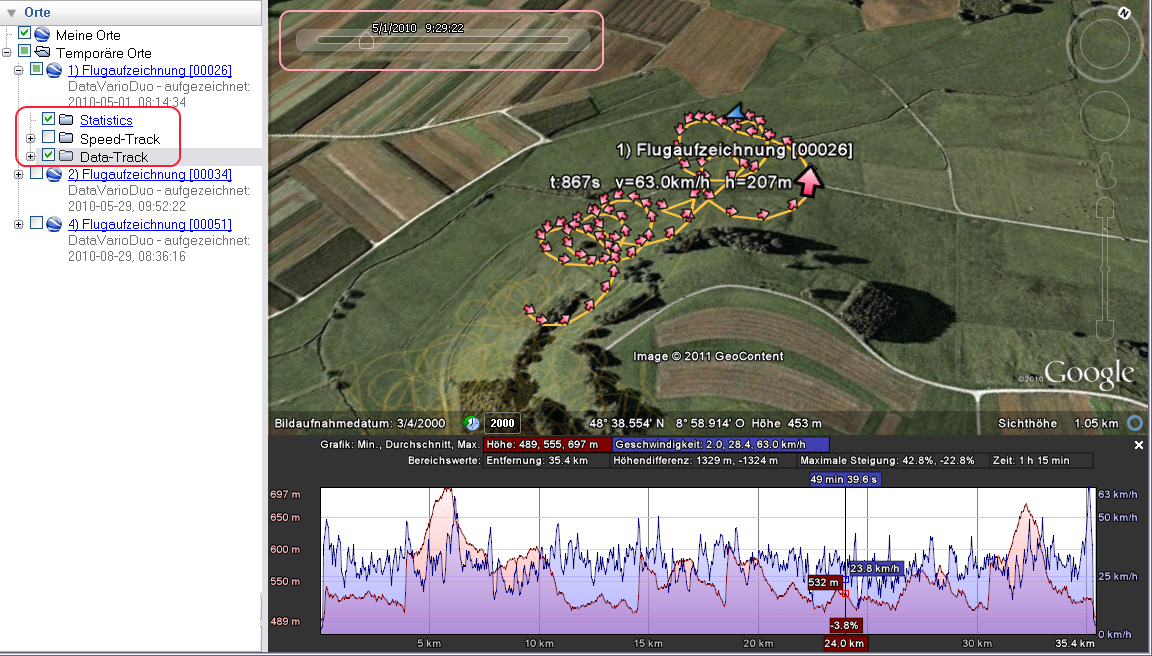 Orte
Meine Orte
Temporäre Orte
1) Flugaufzeichnung [00026]
DataVarioDuo - aufgezeichnet:
2010-05-01, 08:14:34
Statistics
Speed-Track
Data-Track
2) Flugaufzeichnung [00034]
DataVarioDuo - aufgezeichnet:
2010-05-29, 09:52:22
4) Flugaufzeichnung [00051]
DataVarioDuo - aufgezeichnet:
2010-08-29, 08:36:16
5/1/2010 9:29:22
N
1) Flugaufzeichnung [00026]
t:867s v=63.0km/h h=207m
Image © 2011 GeoContent
©2010 Google
Bildaufnahmedatum: 3/4/2000 2000 48° 38.554' N 8° 58.914' O Höhe 453 m Sichthöhe 1.05 km
Grafik: Min., Durchschnitt, Max. Höhe: 489, 555, 697 m Geschwindigkeit: 2.0, 28.4, 63.0 km/h
Bereichswerte: Entfernung: 35.4 km Höhendifferenz: 1329 m, -1324 m Maximale Steigung: 42.8%, -22.8% Zeit: 1 h 15 min
49 min 39.6 s
697 m 63 km/h
650 m 50 km/h
600 m
23.8 km/h
550 m 532 m 25 km/h
489 m
-3.8% 0 km/h
5 km 10 km 15 km 20 km 24.0 km 30 km 35.4 km